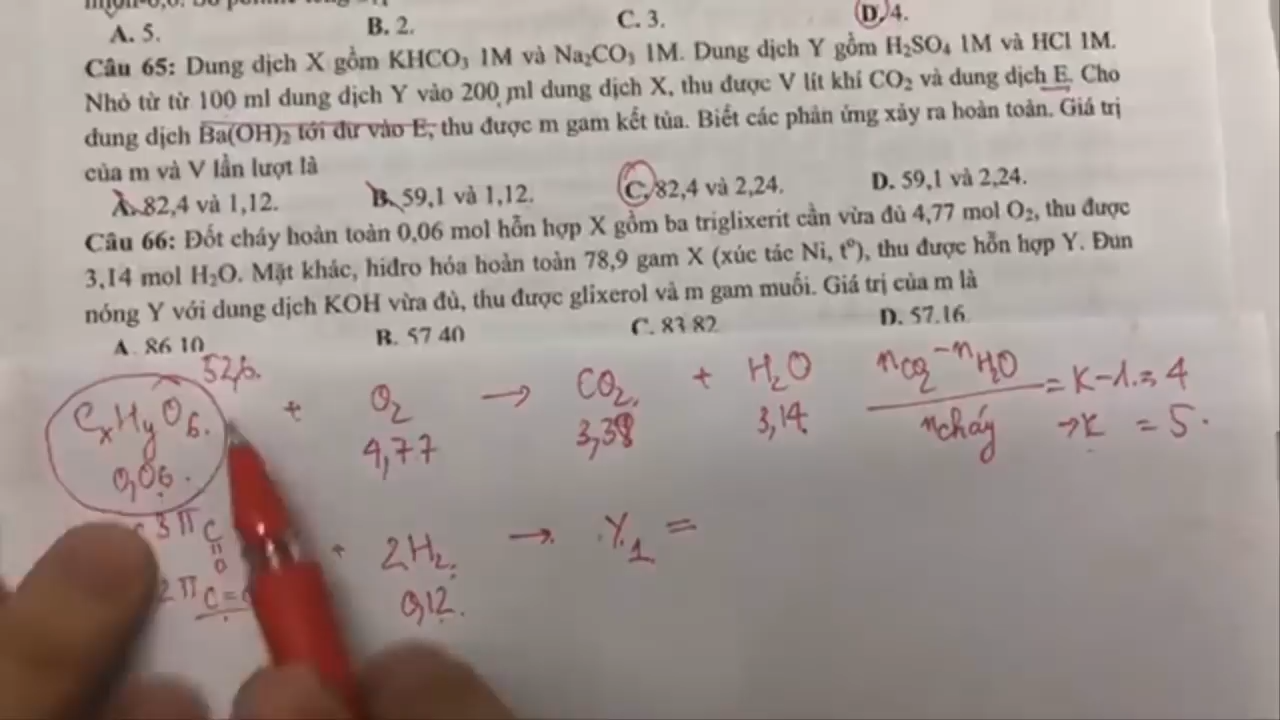 A. 5. B. 2. C. 3. D. 4.
Câu 65: Dung dịch X gồm KHCO₃ 1M và Na₂CO₃ 1M. Dung dịch Y gồm H₂SO₄ 1M và HCl 1M.
Nhỏ từ từ 100 ml dung dịch Y vào 200 ml dung dịch X, thu được V lít khí CO₂ và dung dịch E. Cho
dung dịch Ba(OH)₂ tới dư vào E, thu được m gam kết tủa. Biết các phản ứng xảy ra hoàn toàn. Giá trị
của m và V lần lượt là
A. 82,4 và 1,12. B. 59,1 và 1,12. C. 82,4 và 2,24. D. 59,1 và 2,24.
Câu 66: Đốt cháy hoàn toàn 0,06 mol hỗn hợp X gồm ba triglixerit cần vừa đủ 4,77 mol O₂, thu được
3,14 mol H₂O. Mặt khác, hiđro hóa hoàn toàn 78,9 gam X (xúc tác Ni, tº), thu được hỗn hợp Y. Đun
nóng Y với dung dịch KOH vừa đủ, thu được glixerol và m gam muối. Giá trị của m là
A. 86,10 B. 57,40 C. 83,82 D. 57,16.
52,6.
CxHyO6. + O₂ → CO₂ + H₂O nCO₂ - nH₂O / ncháy = K-1 = 4
0,06. 4,77 3,38 3,14 → K = 5.
3π C=O + 2H₂ → Y₁ =
2π C= 0,12.